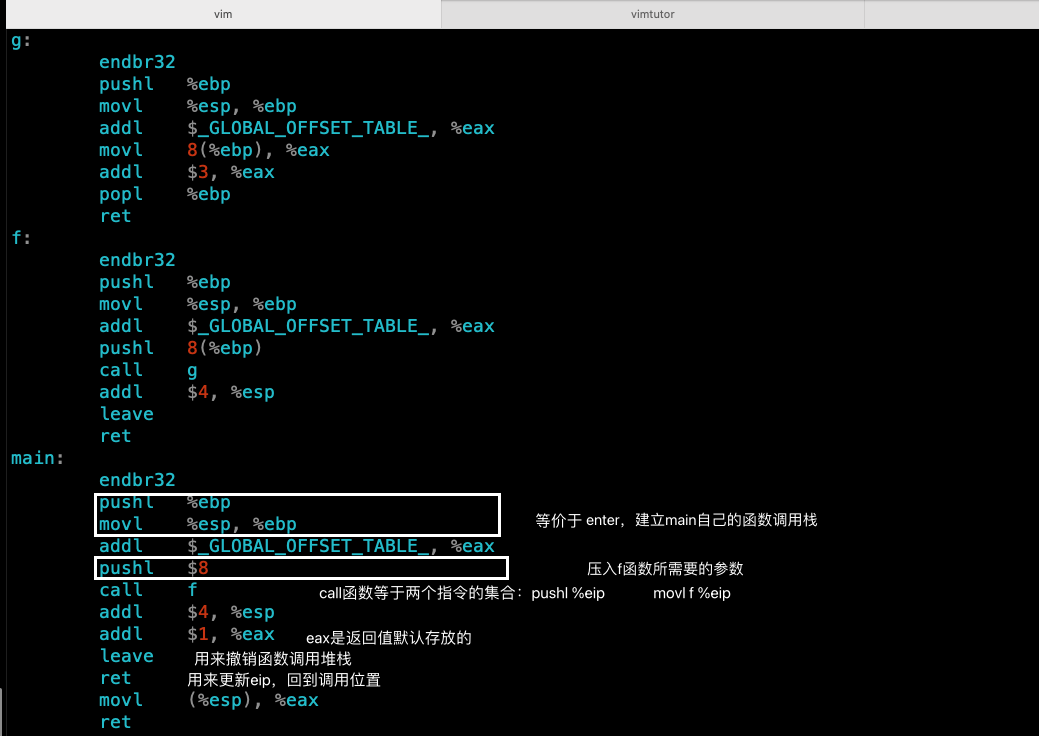 vim vimtutor
g:
endbr32
pushl %ebp
movl %esp, %ebp
addl $_GLOBAL_OFFSET_TABLE_, %eax
movl 8(%ebp), %eax
addl $3, %eax
popl %ebp
ret
f:
endbr32
pushl %ebp
movl %esp, %ebp
addl $_GLOBAL_OFFSET_TABLE_, %eax
pushl 8(%ebp)
call g
addl $4, %esp
leave
ret
main:
endbr32
pushl %ebp
movl %esp, %ebp 等价于 enter，建立main自己的函数调用栈
addl $_GLOBAL_OFFSET_TABLE_, %eax
pushl $8 压入f函数所需要的参数
call f call函数等于两个指令的集合：pushl %eip movl f %eip
addl $4, %esp
addl $1, %eax eax是返回值默认存放的
leave 用来撤销函数调用堆栈
ret 用来更新eip，回到调用位置
movl (%esp), %eax
ret